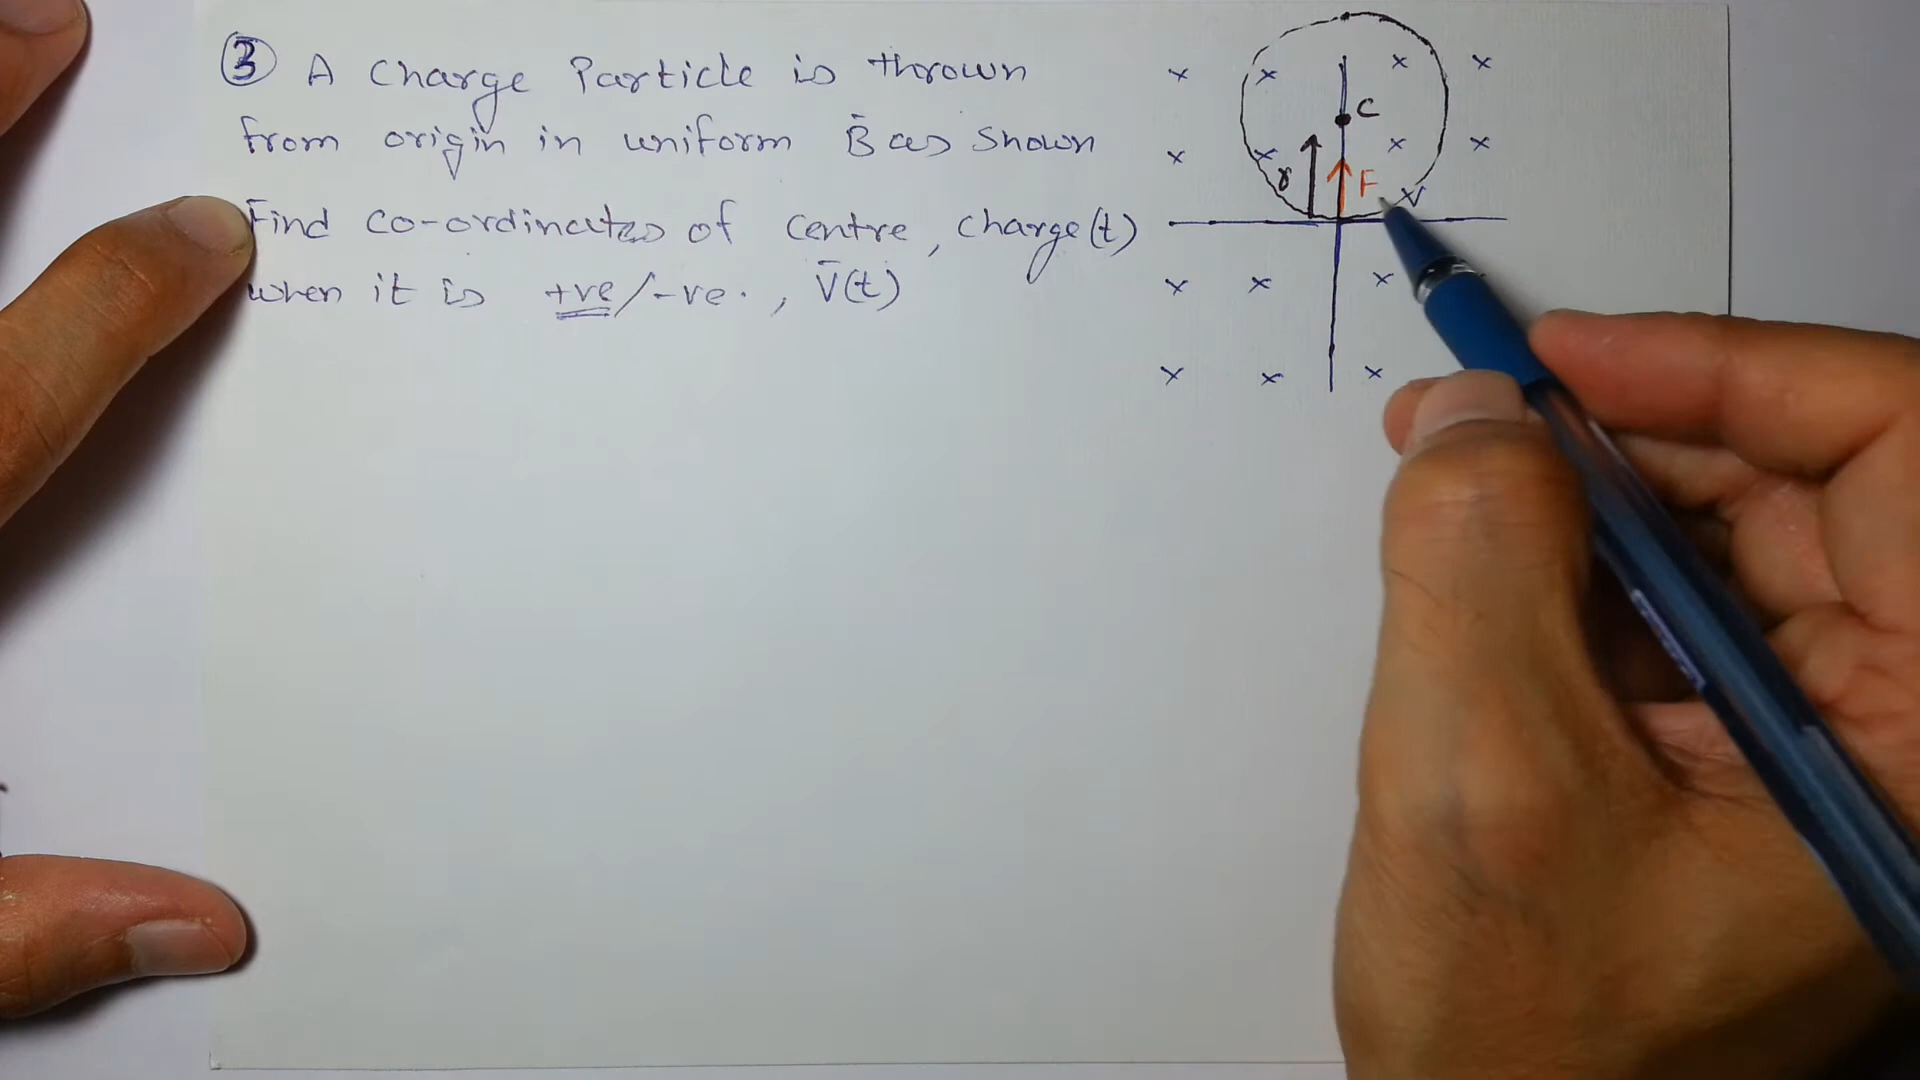 ③ A Charge Particle is thrown
from origin in uniform B̄ as shown
Find co-ordinates of centre, charge(t)
when it is +ve/-ve. , V̄(t)
C
r
F
V